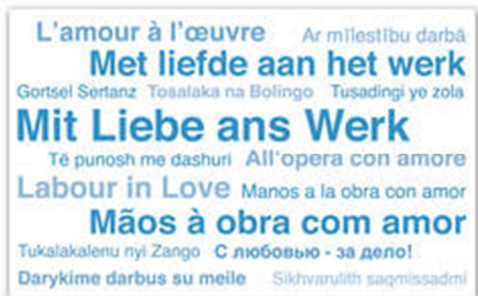 L'amour à l'œuvre Ar mīlestību darbā
Met liefde aan het werk
Gortsel Sertanz Tosalaka na Bolingo Tusadingi ye zola
Mit Liebe ans Werk
Të punosh me dashuri All'opera con amore
Labour in Love Manos a la obra con amor
Mãos à obra com amor
Tukalakalenu nyi Zango С любовью - за дело!
Darykime darbus su meile Sikhvarulith saqmissadmi